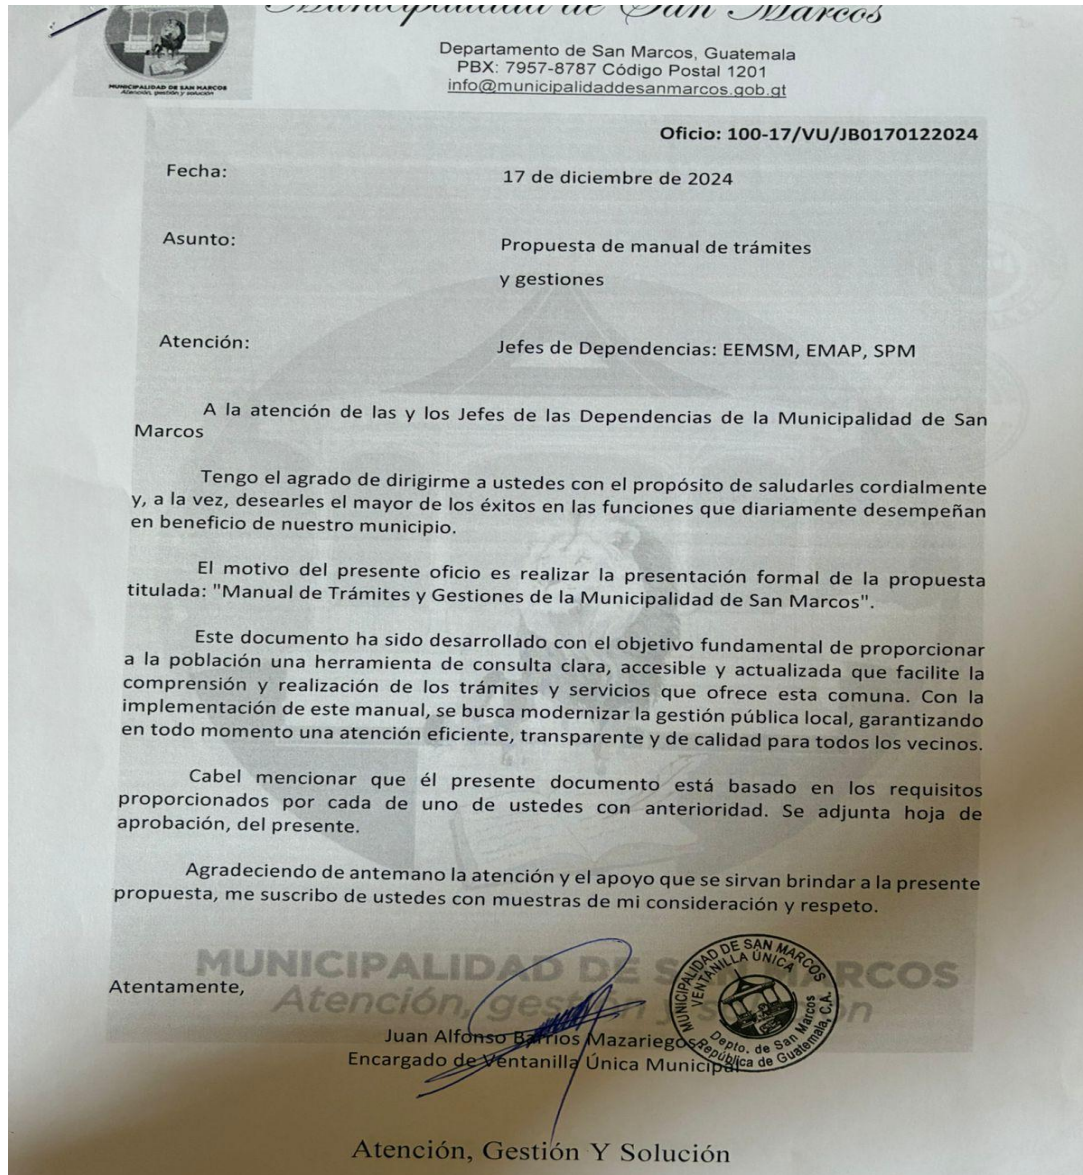 Municipalidad de San Marcos
Departamento de San Marcos, Guatemala
PBX: 7957-8787 Código Postal 1201
info@municipalidaddesanmarcos.gob.gt
MUNICIPALIDAD DE SAN MARCOS
Atención, gestión y solución
Oficio: 100-17/VU/JB0170122024
Fecha:
17 de diciembre de 2024
Asunto:
Propuesta de manual de trámites
y gestiones
Atención:
Jefes de Dependencias: EEMSM, EMAP, SPM
A la atención de las y los Jefes de las Dependencias de la Municipalidad de San
Marcos
Tengo el agrado de dirigirme a ustedes con el propósito de saludarles cordialmente
y, a la vez, desearles el mayor de los éxitos en las funciones que diariamente desempeñan
en beneficio de nuestro municipio.
El motivo del presente oficio es realizar la presentación formal de la propuesta
titulada: "Manual de Trámites y Gestiones de la Municipalidad de San Marcos".
Este documento ha sido desarrollado con el objetivo fundamental de proporcionar
a la población una herramienta de consulta clara, accesible y actualizada que facilite la
comprensión y realización de los trámites y servicios que ofrece esta comuna. Con la
implementación de este manual, se busca modernizar la gestión pública local, garantizando
en todo momento una atención eficiente, transparente y de calidad para todos los vecinos.
Cabel mencionar que él presente documento está basado en los requisitos
proporcionados por cada de uno de ustedes con anterioridad. Se adjunta hoja de
aprobación, del presente.
Agradeciendo de antemano la atención y el apoyo que se sirvan brindar a la presente
propuesta, me suscribo de ustedes con muestras de mi consideración y respeto.
MUNICIPALIDAD DE SAN MARCOS
Atención, gestión y solución
Atentamente,
MUNICIPALIDAD DE SAN MARCOS
VENTANILLA ÚNICA
Depto. de San Marcos
República de Guatemala, C.A.
Juan Alfonso Barrios Mazariegos
Encargado de Ventanilla Única Municipal
Atención, Gestión Y Solución